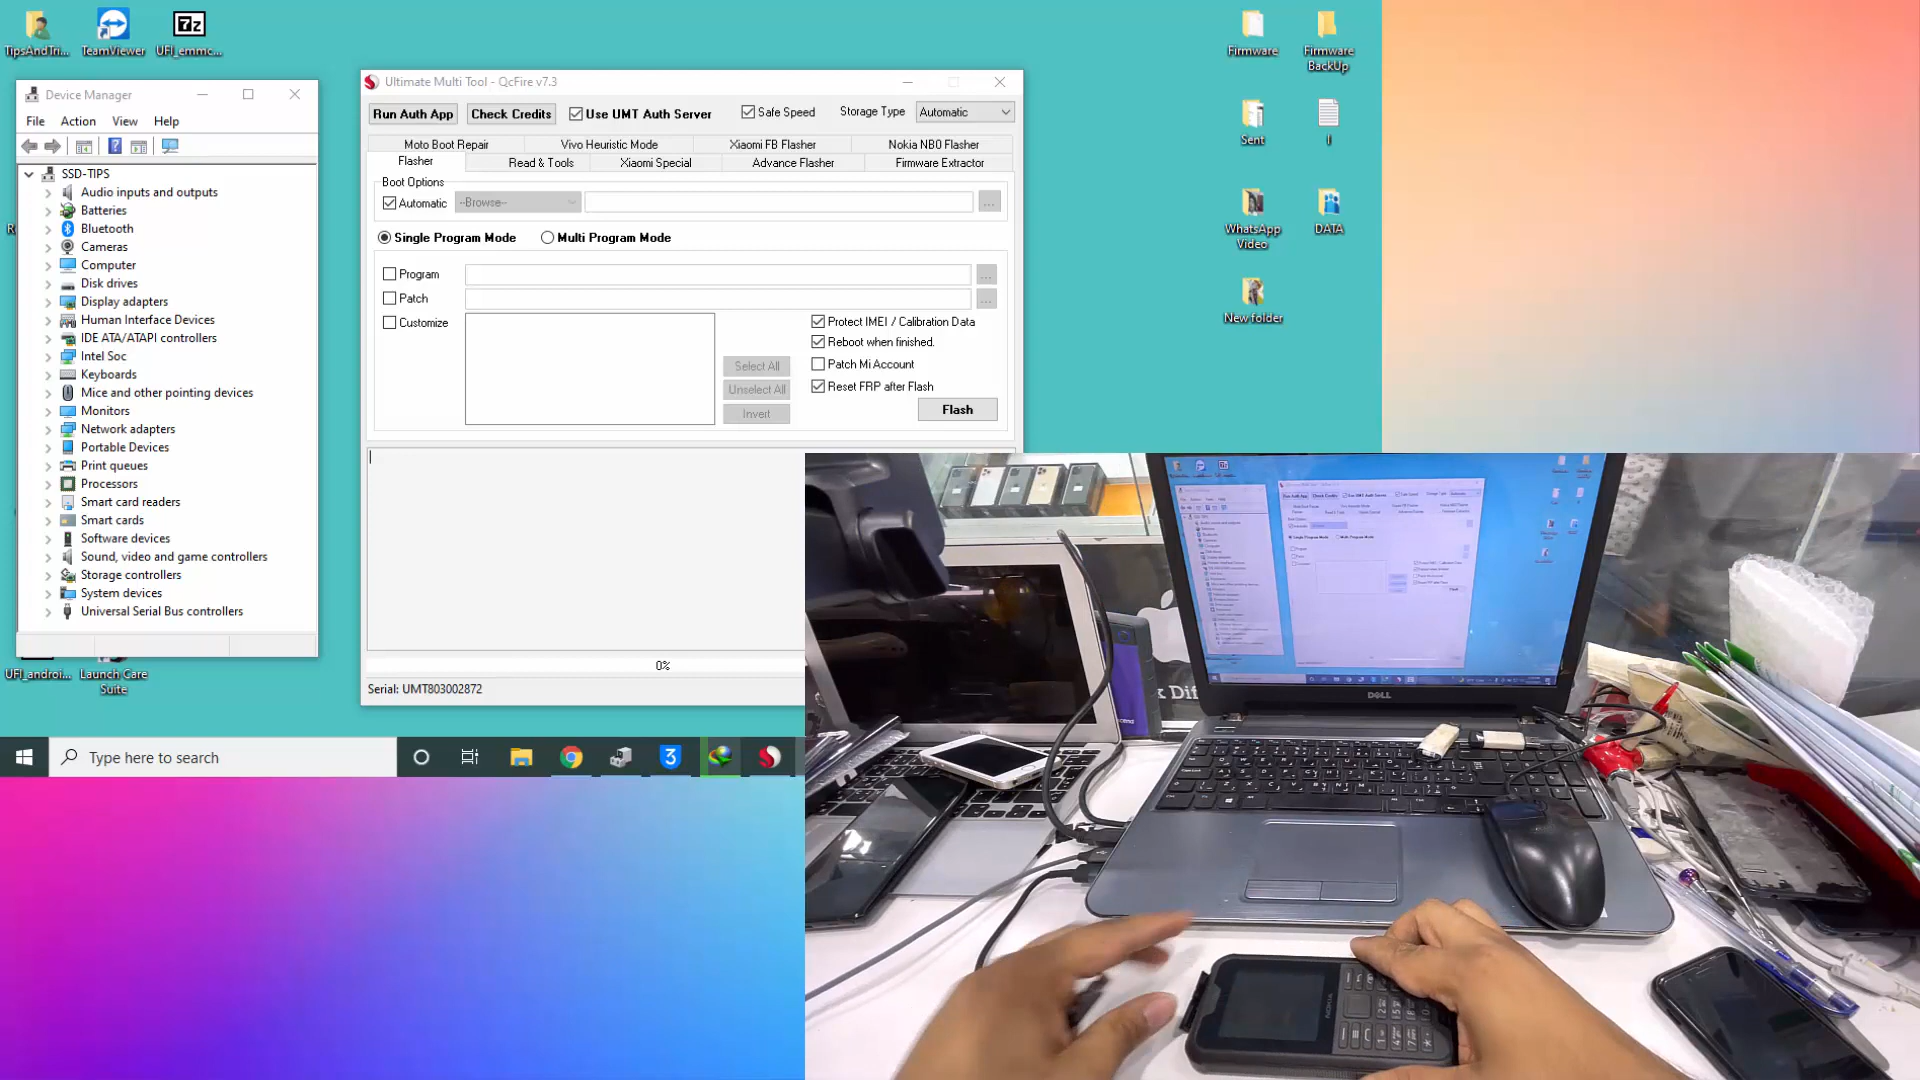 TipsAndTri...
TeamViewer
UFI_emmc...
Firmware
Firmware
BackUp
Sent
I
WhatsApp
Video
DATA
New folder
Device Manager
File Action View Help
SSD-TIPS
Audio inputs and outputs
Batteries
Bluetooth
Cameras
Computer
Disk drives
Display adapters
Human Interface Devices
IDE ATA/ATAPI controllers
Intel Soc
Keyboards
Mice and other pointing devices
Monitors
Network adapters
Portable Devices
Print queues
Processors
Smart card readers
Smart cards
Software devices
Sound, video and game controllers
Storage controllers
System devices
Universal Serial Bus controllers
UFI_androi...
Launch Care
Suite
Ultimate Multi Tool - QcFire v7.3
Run Auth App
Check Credits
Use UMT Auth Server
Safe Speed
Storage Type
Automatic
Moto Boot Repair
Vivo Heuristic Mode
Xiaomi FB Flasher
Nokia NB0 Flasher
Flasher
Read & Tools
Xiaomi Special
Advance Flasher
Firmware Extractor
Boot Options
Automatic
--Browse--
...
Single Program Mode
Multi Program Mode
Program
...
Patch
...
Customize
Select All
Unselect All
Invert
Protect IMEI / Calibration Data
Reboot when finished.
Patch Mi Account
Reset FRP after Flash
Flash
0%
Serial: UMT803002872
Type here to search
3
DELL
NOKIA